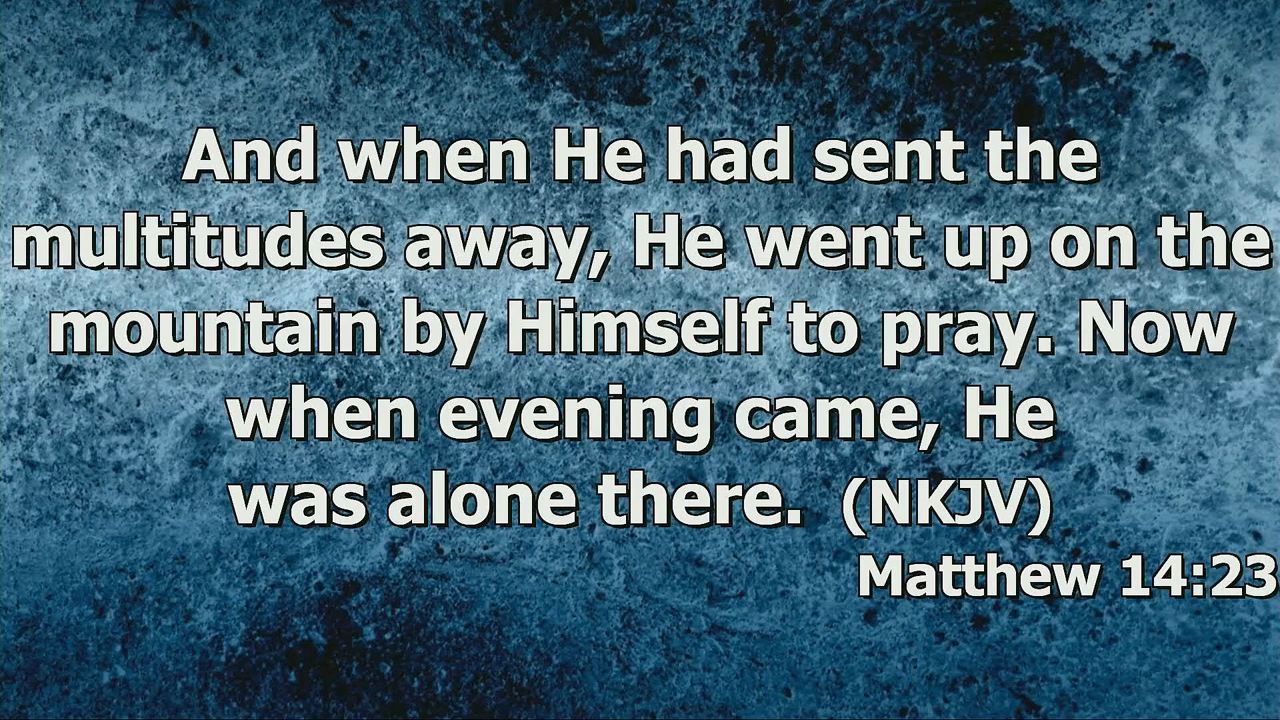 And when He had sent the
multitudes away, He went up on the
mountain by Himself to pray. Now
when evening came, He
was alone there.  (NKJV)
Matthew 14:23